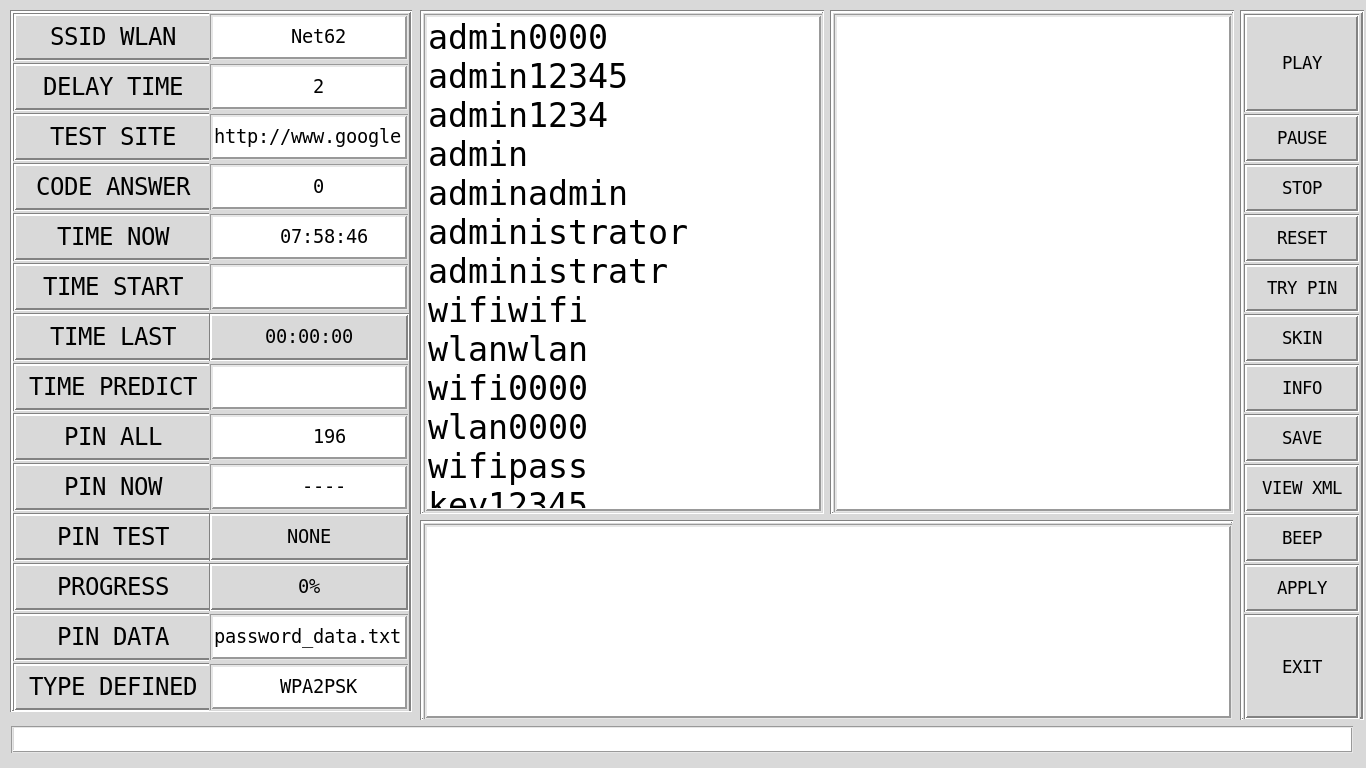 SSID WLAN Net62
DELAY TIME 2
TEST SITE http://www.google
CODE ANSWER 0
TIME NOW 07:58:46
TIME START
TIME LAST 00:00:00
TIME PREDICT
PIN ALL 196
PIN NOW ----
PIN TEST NONE
PROGRESS 0%
PIN DATA password_data.txt
TYPE DEFINED WPA2PSK
admin0000
admin12345
admin1234
admin
adminadmin
administrator
administratr
wifiwifi
wlanwlan
wifi0000
wlan0000
wifipass
key12345
PLAY
PAUSE
STOP
RESET
TRY PIN
SKIN
INFO
SAVE
VIEW XML
BEEP
APPLY
EXIT